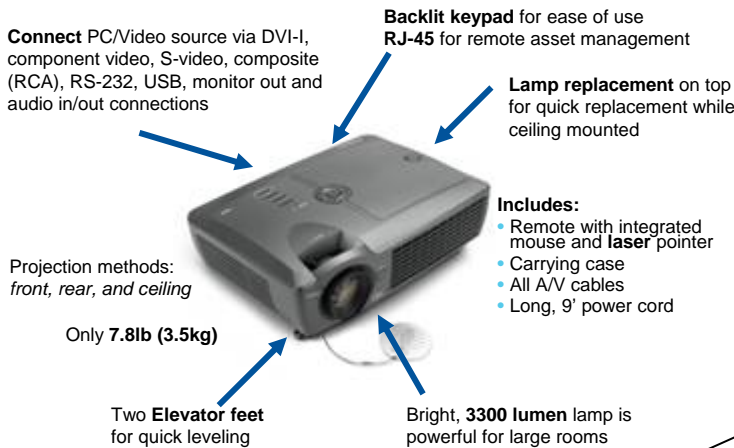 Connect PC/Video source via DVI-I,
component video, S-video, composite
(RCA), RS-232, USB, monitor out and
audio in/out connections
Backlit keypad for ease of use
RJ-45 for remote asset management
Lamp replacement on top
for quick replacement while
ceiling mounted
Includes:
• Remote with integrated
mouse and laser pointer
• Carrying case
• All A/V cables
• Long, 9’ power cord
Projection methods:
front, rear, and ceiling
Only 7.8lb (3.5kg)
Two Elevator feet
for quick leveling
Bright, 3300 lumen lamp is
powerful for large rooms